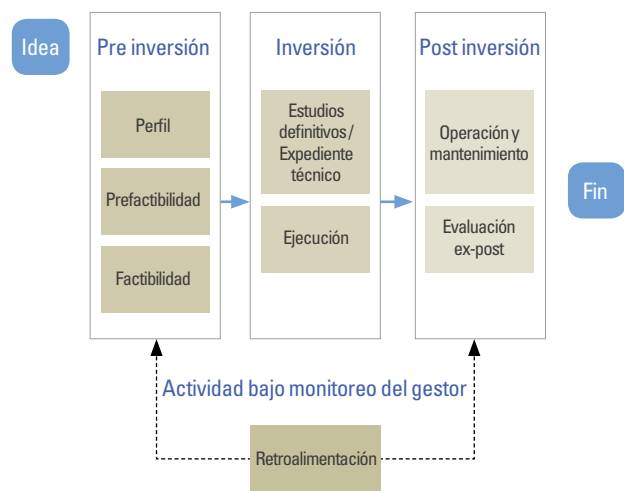 Idea
Pre inversión
Perfil
Prefactibilidad
Factibilidad
Inversión
Estudios
definitivos /
Expediente
técnico
Ejecución
Post inversión
Operación y
mantenimiento
Evaluación
ex-post
Fin
Actividad bajo monitoreo del gestor
Retroalimentación